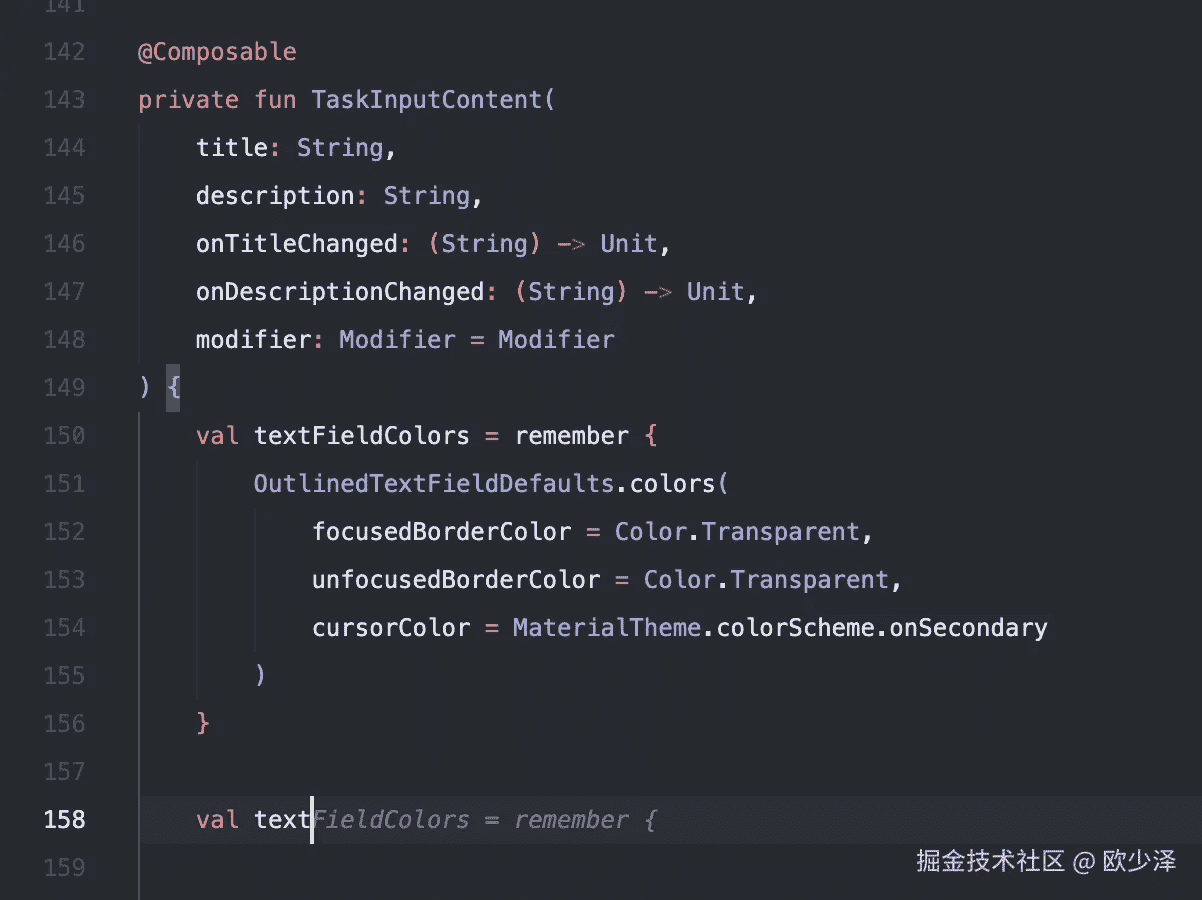 141
142 @Composable
143 private fun TaskInputContent(
144     title: String,
145     description: String,
146     onTitleChanged: (String) -> Unit,
147     onDescriptionChanged: (String) -> Unit,
148     modifier: Modifier = Modifier
149 ) {
150     val textFieldColors = remember {
151         OutlinedTextFieldDefaults.colors(
152             focusedBorderColor = Color.Transparent,
153             unfocusedBorderColor = Color.Transparent,
154             cursorColor = MaterialTheme.colorScheme.onSecondary
155         )
156     }
157
158     val textFieldColors = remember {
159
掘金技术社区 @ 欧少泽